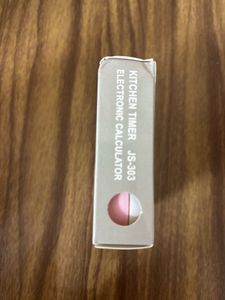 KITCHEN TIMER JS-303
ELECTRONIC CALCULATOR